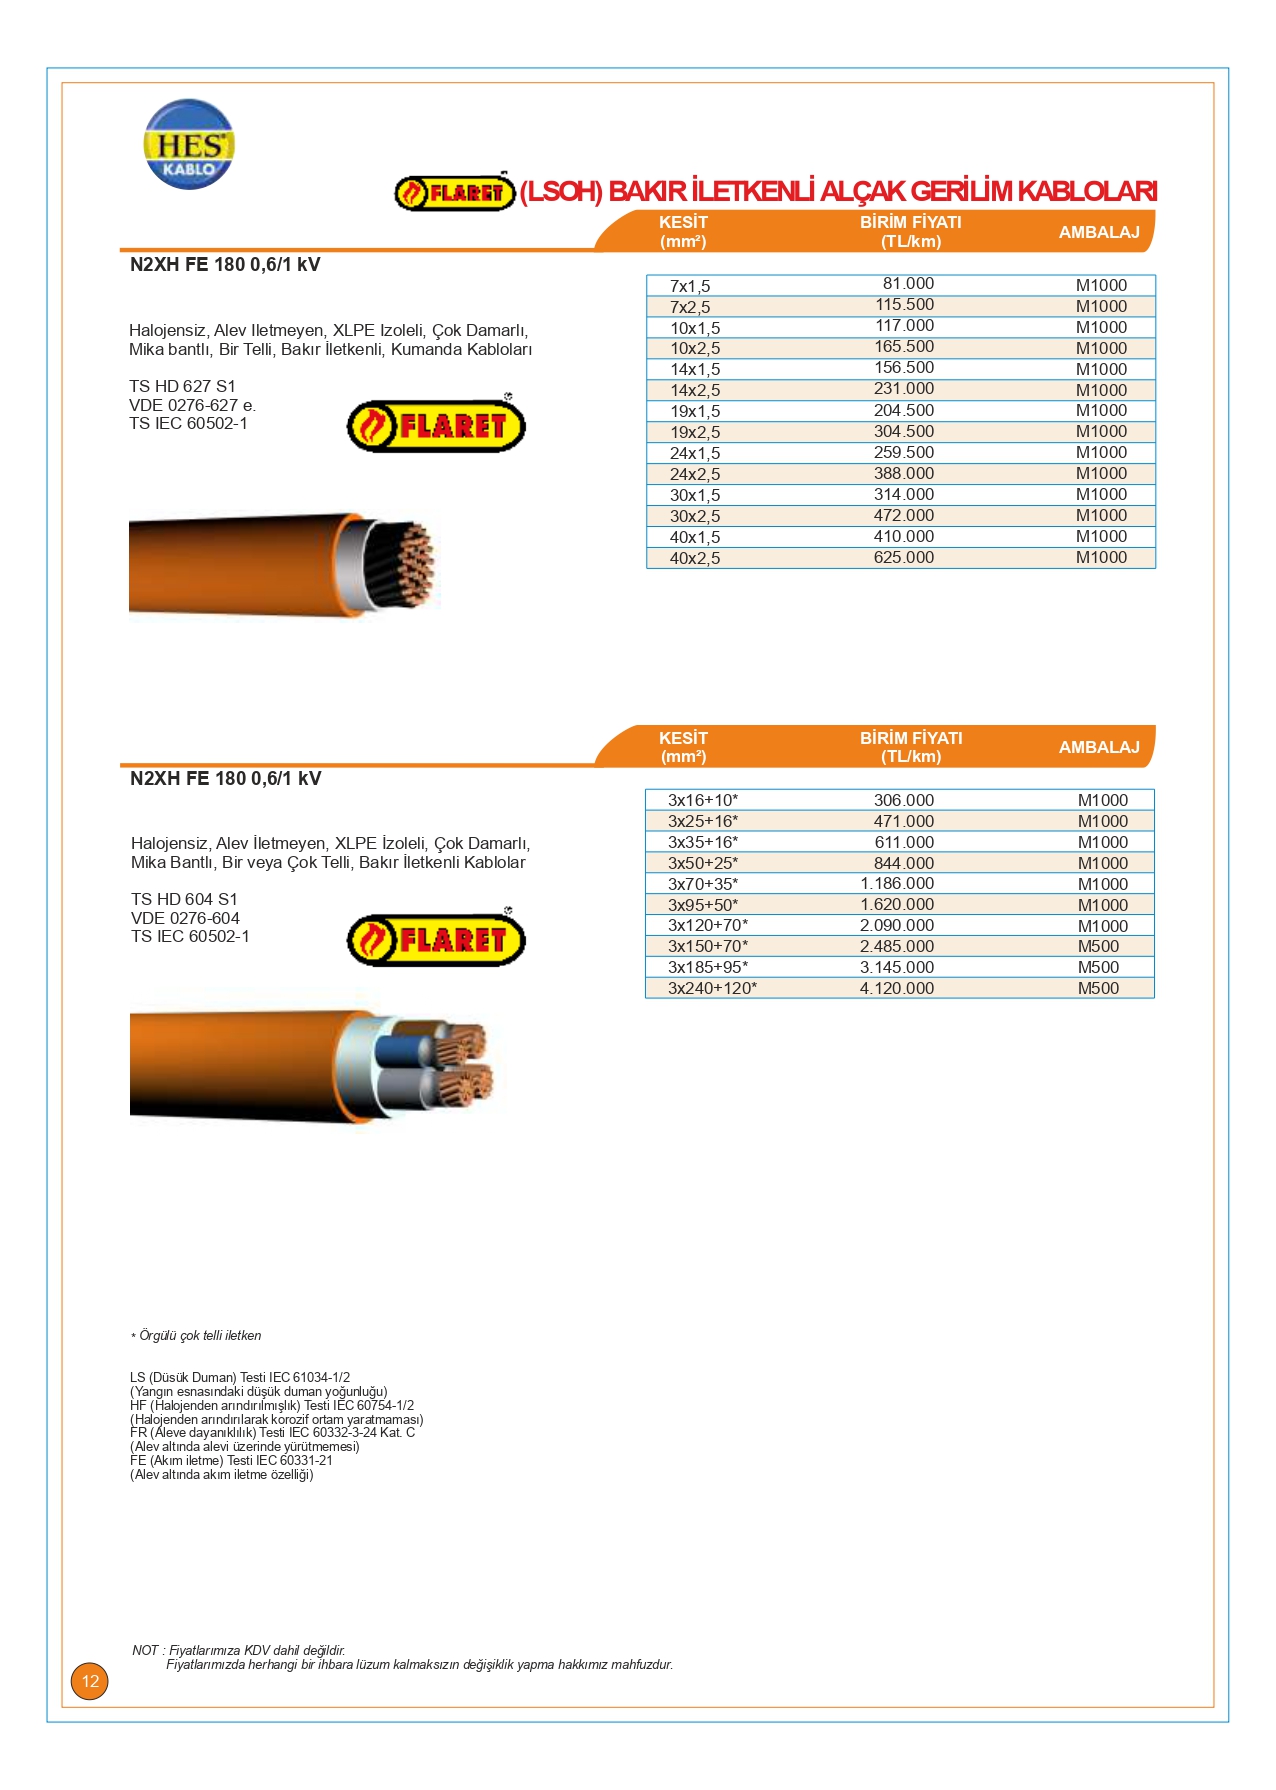 HES
KABLO
FLARET (LSOH) BAKIR İLETKENLİ ALÇAK GERİLİM KABLOLARI
KESİT (mm²) BİRİM FİYATI (TL/km) AMBALAJ
N2XH FE 180 0,6/1 kV
Halojensiz, Alev Iletmeyen, XLPE Izoleli, Çok Damarlı,
Mika bantlı, Bir Telli, Bakır İletkenli, Kumanda Kabloları
TS HD 627 S1
VDE 0276-627 e.
TS IEC 60502-1
FLARET
7x1,5 81.000 M1000
7x2,5 115.500 M1000
10x1,5 117.000 M1000
10x2,5 165.500 M1000
14x1,5 156.500 M1000
14x2,5 231.000 M1000
19x1,5 204.500 M1000
19x2,5 304.500 M1000
24x1,5 259.500 M1000
24x2,5 388.000 M1000
30x1,5 314.000 M1000
30x2,5 472.000 M1000
40x1,5 410.000 M1000
40x2,5 625.000 M1000
KESİT (mm²) BİRİM FİYATI (TL/km) AMBALAJ
N2XH FE 180 0,6/1 kV
Halojensiz, Alev İletmeyen, XLPE İzoleli, Çok Damarlı,
Mika Bantlı, Bir veya Çok Telli, Bakır İletkenli Kablolar
TS HD 604 S1
VDE 0276-604
TS IEC 60502-1
FLARET
3x16+10* 306.000 M1000
3x25+16* 471.000 M1000
3x35+16* 611.000 M1000
3x50+25* 844.000 M1000
3x70+35* 1.186.000 M1000
3x95+50* 1.620.000 M1000
3x120+70* 2.090.000 M1000
3x150+70* 2.485.000 M500
3x185+95* 3.145.000 M500
3x240+120* 4.120.000 M500
* Örgülü çok telli iletken
LS (Düsük Duman) Testi IEC 61034-1/2
(Yangın esnasındaki düşük duman yoğunluğu)
HF (Halojenden arındırılmışlık) Testi IEC 60754-1/2
(Halojenden arındırılarak korozif ortam yaratmaması)
FR (Aleve dayanıklılık) Testi IEC 60332-3-24 Kat. C
(Alev altında alevi üzerinde yürütmemesi)
FE (Akım iletme) Testi IEC 60331-21
(Alev altında akım iletme özelliği)
NOT : Fiyatlarımıza KDV dahil değildir.
Fiyatlarımızda herhangi bir ihbara lüzum kalmaksızın değişiklik yapma hakkımız mahfuzdur.
12